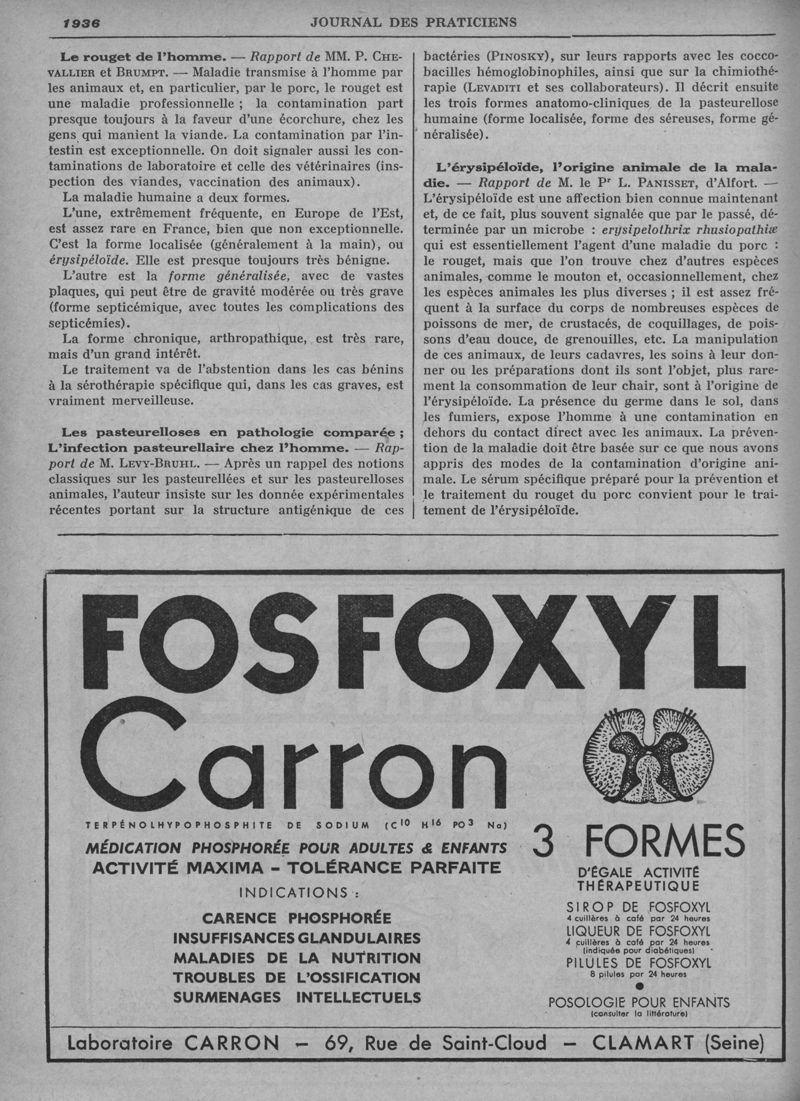 1936
JOURNAL DES PRATICIENS
Le rouget de l'homme. — Rapport de MM. P. CHE-
VALLIER et BRUMPT. — Maladie transmise à l'homme par
les animaux et, en particulier, par le porc, le rouget est
une maladie professionnelle ; la contamination part
presque toujours à la faveur d'une écorchure, chez les
gens qui manient la viande. La contamination par l'in-
testin est exceptionnelle. On doit signaler aussi les con-
taminations de laboratoire et celle des vétérinaires (ins-
pection des viandes, vaccination des animaux).
La maladie humaine a deux formes.
L'une, extrêmement fréquente, en Europe de l'Est,
est assez rare en France, bien que non exceptionnelle.
C'est la forme localisée (généralement à la main), ou
érysipéloïde. Elle est presque toujours très bénigne.
L'autre est la forme généralisée, avec de vastes
plaques, qui peut être de gravité modérée ou très grave
(forme septicémique, avec toutes les complications des
septicémies).
La forme chronique, arthropathique, est très rare,
mais d'un grand intérêt.
Le traitement va de l'abstention dans les cas bénins
à la sérothérapie spécifique qui, dans les cas graves, est
vraiment merveilleuse.
Les pasteurelloses en pathologie comparée ;
L'infection pasteurellaire chez l'homme. — Rap-
port de M. LEVY-BRUHL. — Après un rappel des notions
classiques sur les pasteurellées et sur les pasteurelloses
animales, l'auteur insiste sur les donnée expérimentales
récentes portant sur la structure antigénique de ces
bactéries (PINOSKY), sur leurs rapports avec les cocco-
bacilles hémoglobinophiles, ainsi que sur la chimiothé-
rapie (LEVADITI et ses collaborateurs). Il décrit ensuite
les trois formes anatomo-cliniques de la pasteurellose
humaine (forme localisée, forme des séreuses, forme gé-
néralisée).
L'érysipéloïde, l'origine animale de la mala-
die. — Rapport de M. le Pr L. PANISSET, d'Alfort. —
L'érysipéloïde est une affection bien connue maintenant
et, de ce fait, plus souvent signalée que par le passé, dé-
terminée par un microbe : erysipelothrix rhusiopathiæ
qui est essentiellement l'agent d'une maladie du porc :
le rouget, mais que l'on trouve chez d'autres espèces
animales, comme le mouton et, occasionnellement, chez
les espèces animales les plus diverses ; il est assez fré-
quent à la surface du corps de nombreuses espèces de
poissons de mer, de crustacés, de coquillages, de pois-
sons d'eau douce, de grenouilles, etc. La manipulation
de ces animaux, de leurs cadavres, les soins à leur don-
ner ou les préparations dont ils sont l'objet, plus rare-
ment la consommation de leur chair, sont à l'origine de
l'érysipéloïde. La présence du germe dans le sol, dans
les fumiers, expose l'homme à une contamination en
dehors du contact direct avec les animaux. La préven-
tion de la maladie doit être basée sur ce que nous avons
appris des modes de la contamination d'origine ani-
male. Le sérum spécifique préparé pour la prévention et
le traitement du rouget du porc convient pour le trai-
tement de l'érysipéloïde.
FOSFOXYL
Carron
TERPÉNOLHYPOPHOSPHITE DE SODIUM (C10 H16 PO3 Na)
MÉDICATION PHOSPHORÉE POUR ADULTES & ENFANTS
ACTIVITÉ MAXIMA - TOLÉRANCE PARFAITE
INDICATIONS :
CARENCE PHOSPHORÉE
INSUFFISANCES GLANDULAIRES
MALADIES DE LA NUTRITION
TROUBLES DE L'OSSIFICATION
SURMENAGES INTELLECTUELS
3 FORMES
D'ÉGALE ACTIVITÉ
THÉRAPEUTIQUE
SIROP DE FOSFOXYL
4 cuillères à café par 24 heures
LIQUEUR DE FOSFOXYL
4 cuillères à café par 24 heures
(indiquée pour diabétiques)
PILULES DE FOSFOXYL
8 pilules par 24 heures
●
POSOLOGIE POUR ENFANTS
(consulter la littérature)
Laboratoire CARRON — 69, Rue de Saint-Cloud — CLAMART (Seine)